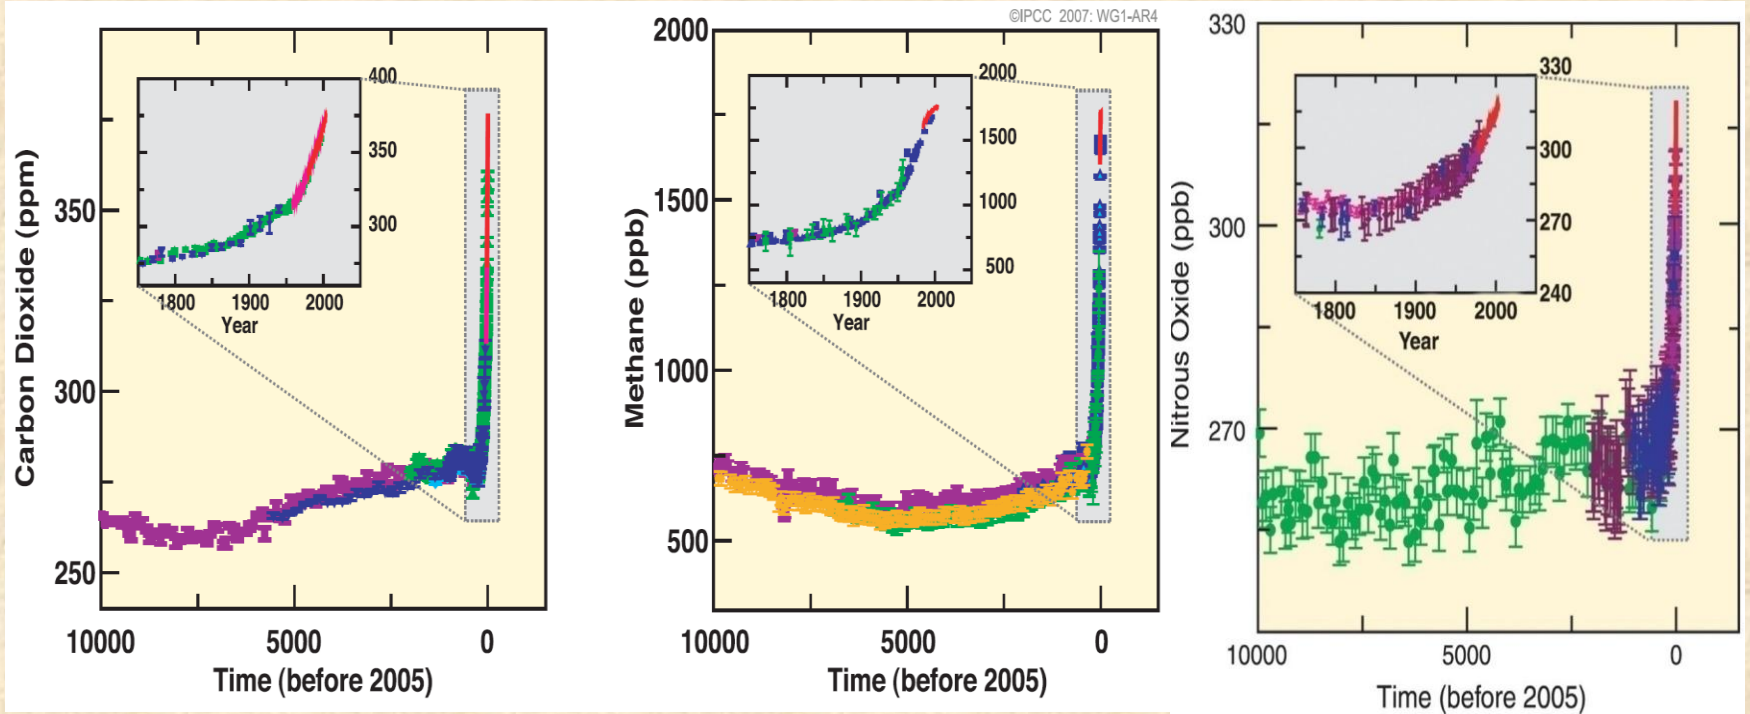 ©IPCC 2007: WG1-AR4
Carbon Dioxide (ppm)
350
300
250
400
350
300
1800 1900 2000
Year
10000 5000 0
Time (before 2005)
Methane (ppb)
2000
1500
1000
500
2000
1500
1000
500
1800 1900 2000
Year
10000 5000 0
Time (before 2005)
Nitrous Oxide (ppb)
330
300
270
330
300
270
240
1800 1900 2000
Year
10000 5000 0
Time (before 2005)